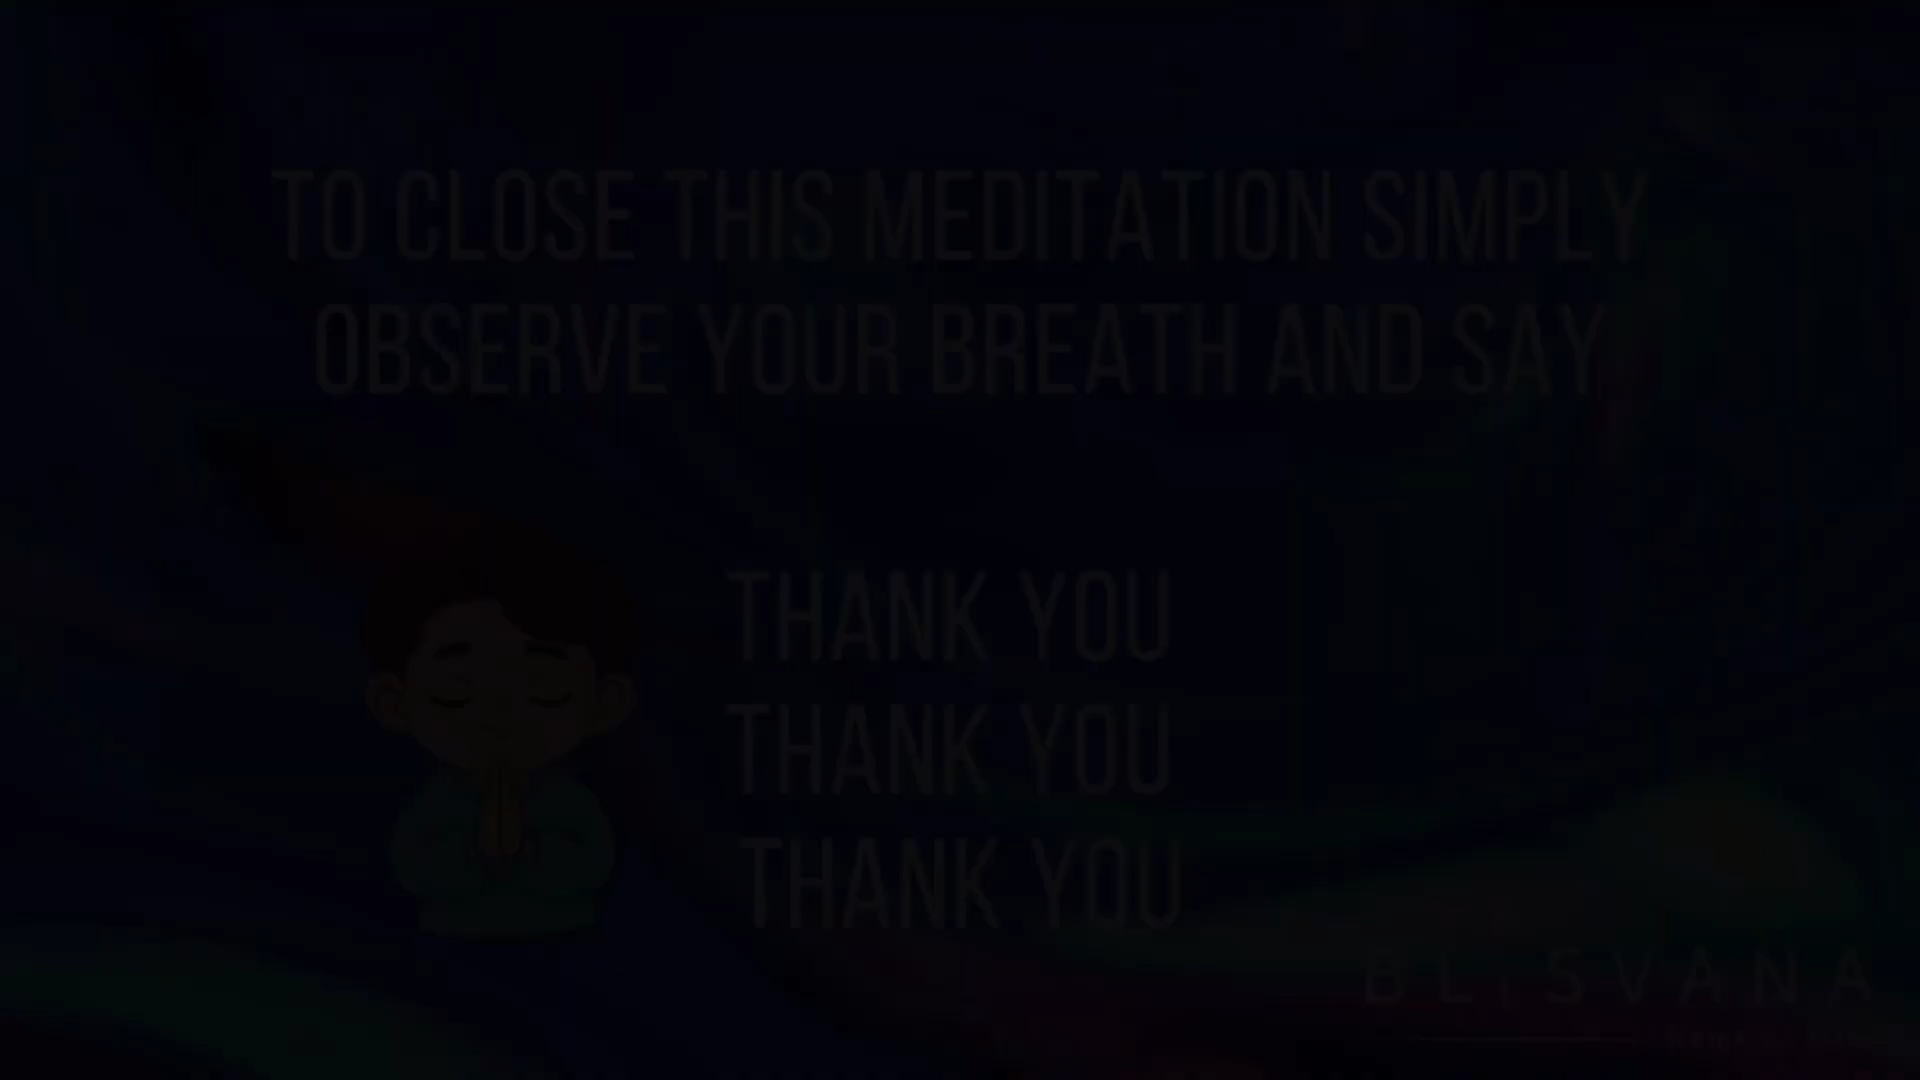 TO CLOSE THIS MEDITATION SIMPLY
OBSERVE YOUR BREATH AND SAY
THANK YOU
THANK YOU
THANK YOU
BLiSVANA